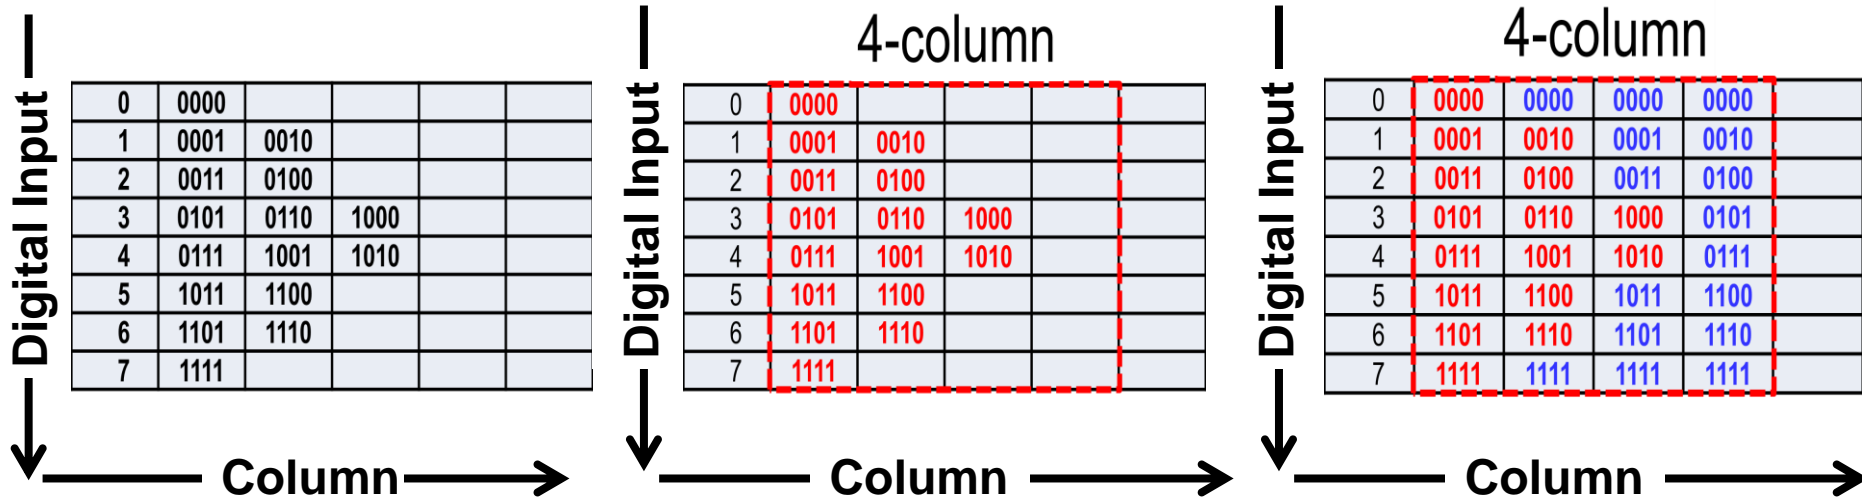 Digital Input
0 0000
1 0001 0010
2 0011 0100
3 0101 0110 1000
4 0111 1001 1010
5 1011 1100
6 1101 1110
7 1111
Column
4-column
Digital Input
0 0000
1 0001 0010
2 0011 0100
3 0101 0110 1000
4 0111 1001 1010
5 1011 1100
6 1101 1110
7 1111
Column
4-column
Digital Input
0 0000 0000 0000 0000
1 0001 0010 0001 0010
2 0011 0100 0011 0100
3 0101 0110 1000 0101
4 0111 1001 1010 0111
5 1011 1100 1011 1100
6 1101 1110 1101 1110
7 1111 1111 1111 1111
Column